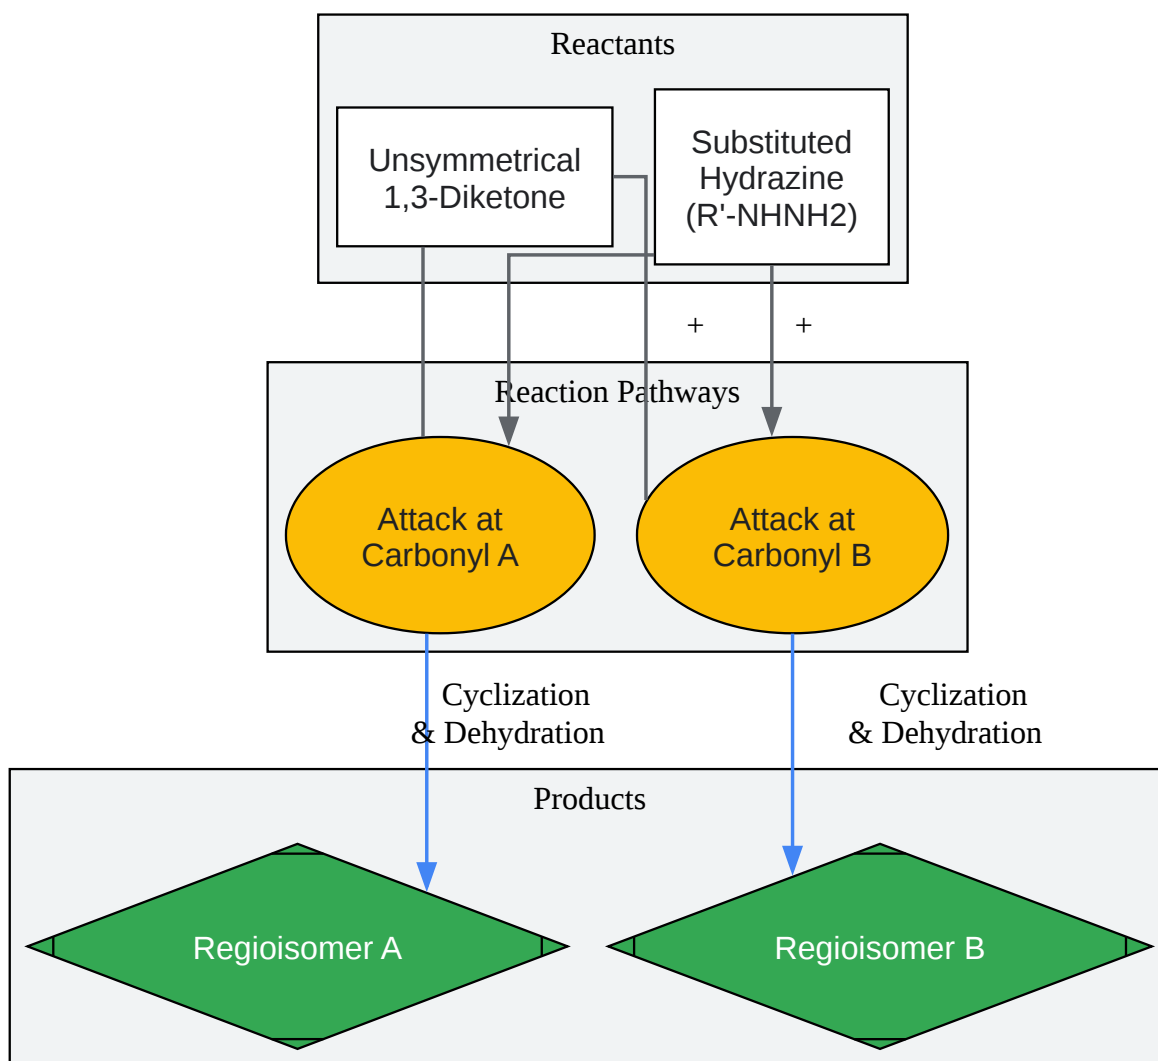 Reactants
Unsymmetrical
1,3-Diketone
Substituted
Hydrazine
(R'-NHNH2)
+
+
Reaction Pathways
Attack at
Carbonyl A
Attack at
Carbonyl B
Cyclization
& Dehydration
Cyclization
& Dehydration
Products
Regioisomer A
Regioisomer B